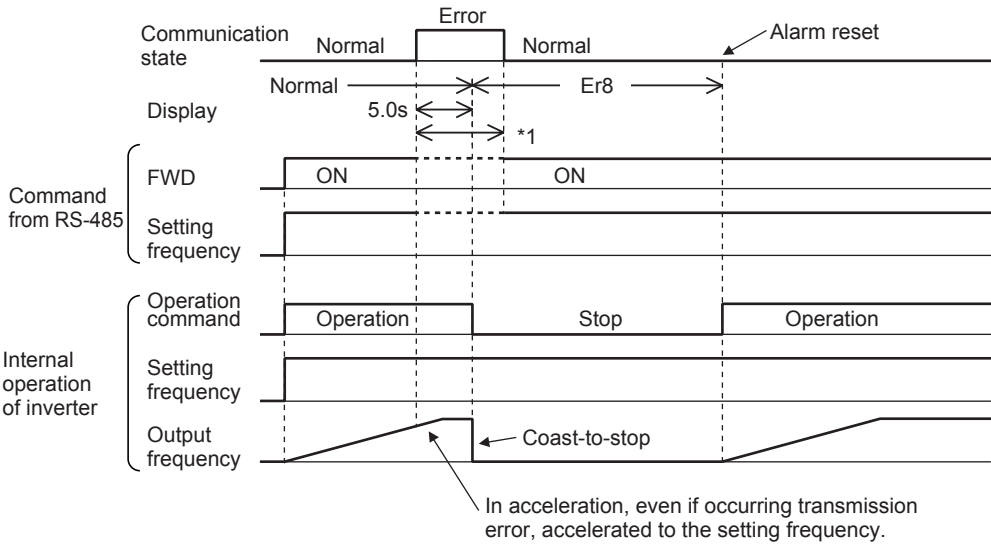 Error
Communication
state
Normal
Normal
Alarm reset
Normal
Er8
Display
5.0s
*1
Command
from RS-485
FWD
ON
ON
Setting
frequency
Internal
operation
of inverter
Operation
command
Operation
Stop
Operation
Setting
frequency
Output
frequency
Coast-to-stop
In acceleration, even if occurring transmission
error, accelerated to the setting frequency.